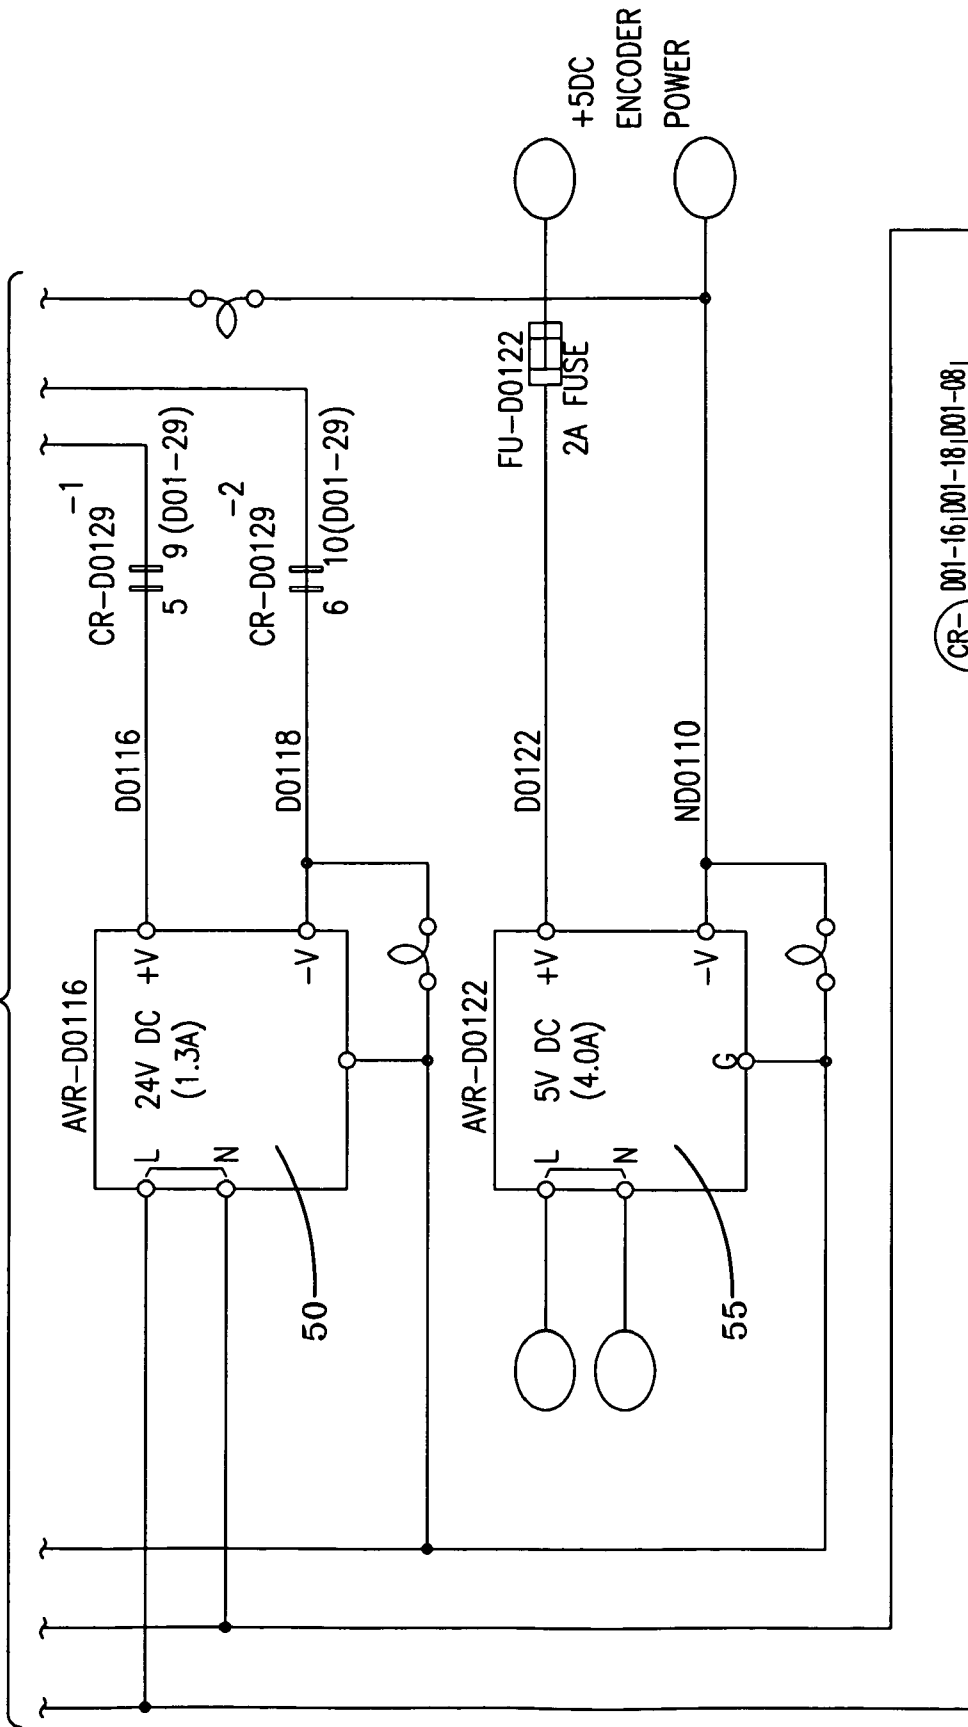 AVR-D0116
24V DC
(1.3A)
L
N
+V
-V
D0116
D0118
CR-D0129
-1
5
9 (D01-29)
CR-D0129
-2
6
10(D01-29)
50
AVR-D0122
5V DC
(4.0A)
L
N
+V
-V
G
D0122
ND0110
FU-D0122
2A FUSE
+5DC
ENCODER
POWER
55
CR-
D01-16 D01-18 D01-08